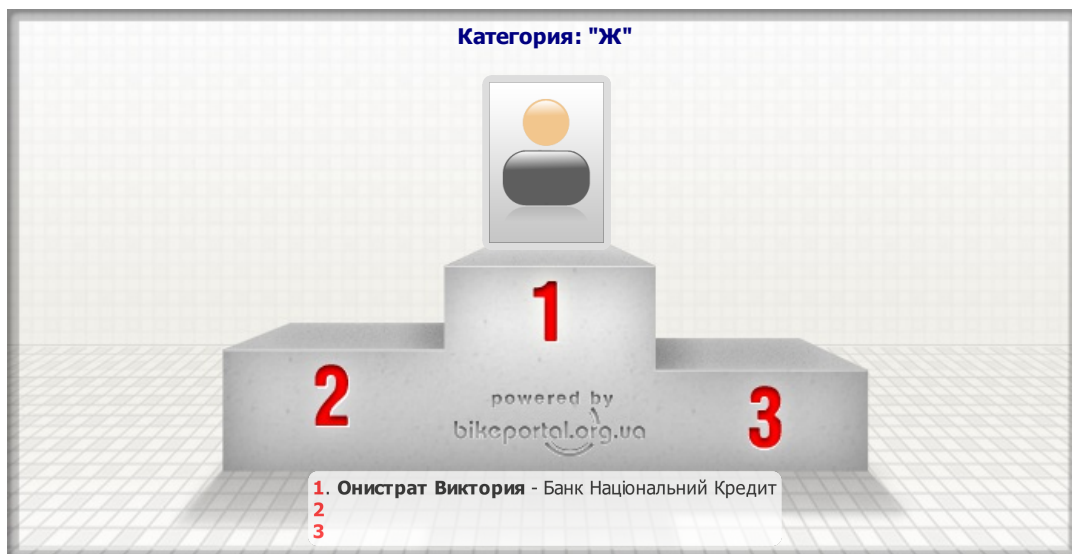 Категория: "Ж"
1
2
3
powered by
bikeportal.org.ua
1. Онистрат Виктория - Банк Національний Кредит
2
3